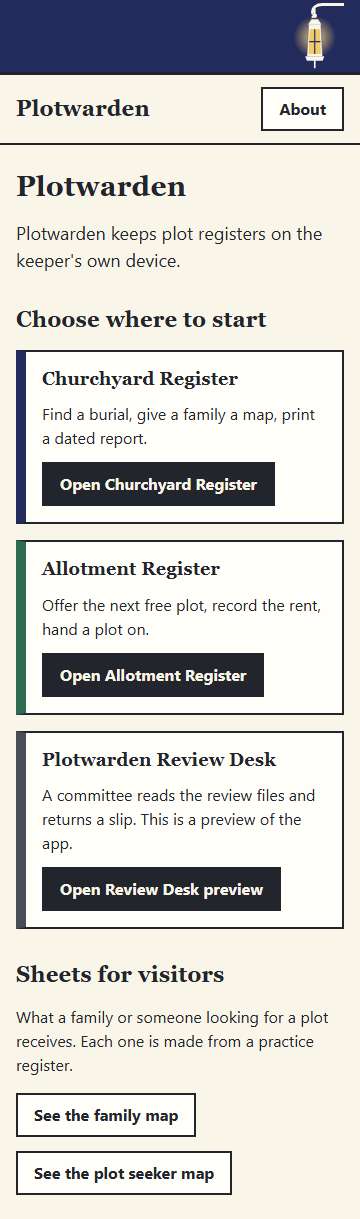 Plotwarden
About
Plotwarden
Plotwarden keeps plot registers on the
keeper's own device.
Choose where to start
Churchyard Register
Find a burial, give a family a map, print
a dated report.
Open Churchyard Register
Allotment Register
Offer the next free plot, record the rent,
hand a plot on.
Open Allotment Register
Plotwarden Review Desk
A committee reads the review files and
returns a slip. This is a preview of the
app.
Open Review Desk preview
Sheets for visitors
What a family or someone looking for a plot
receives. Each one is made from a practice
register.
See the family map
See the plot seeker map